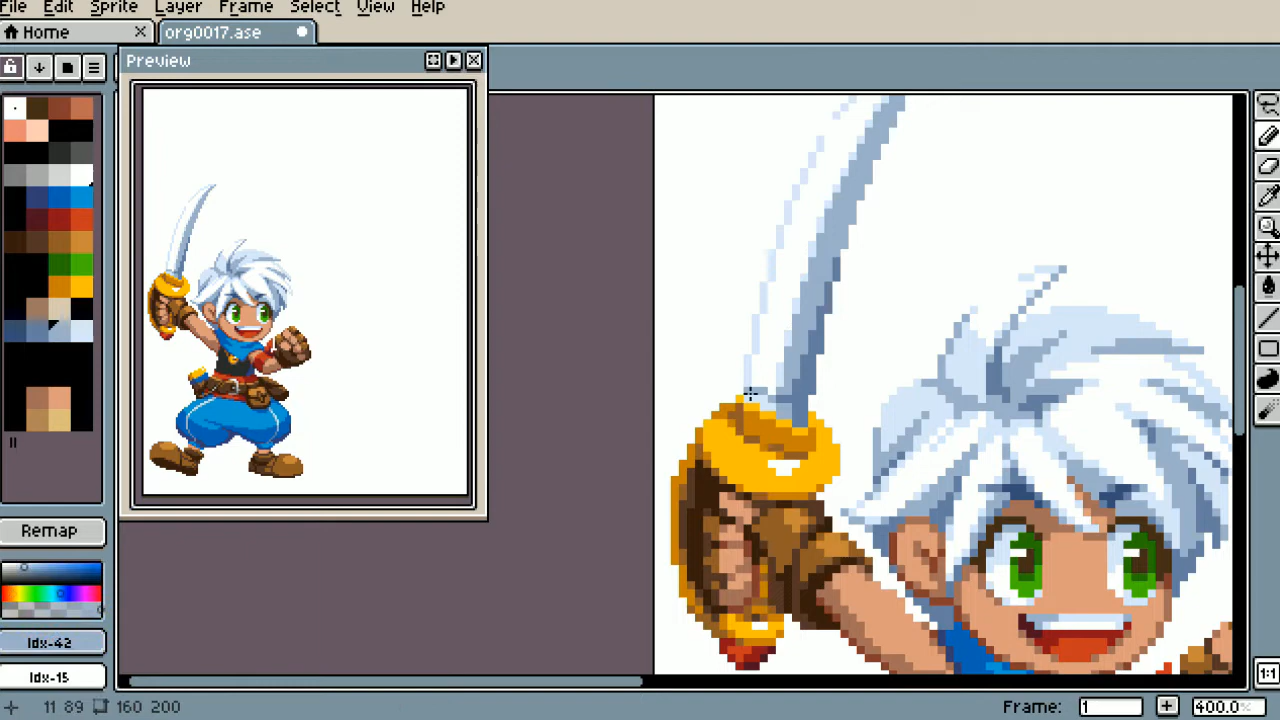 File Edit Sprite Layer Frame Select View Help
Home org0017.ase
Preview
Remap
Idx-42
Idx-15
1:1
11 89 160 200 Frame: 1 400.0%